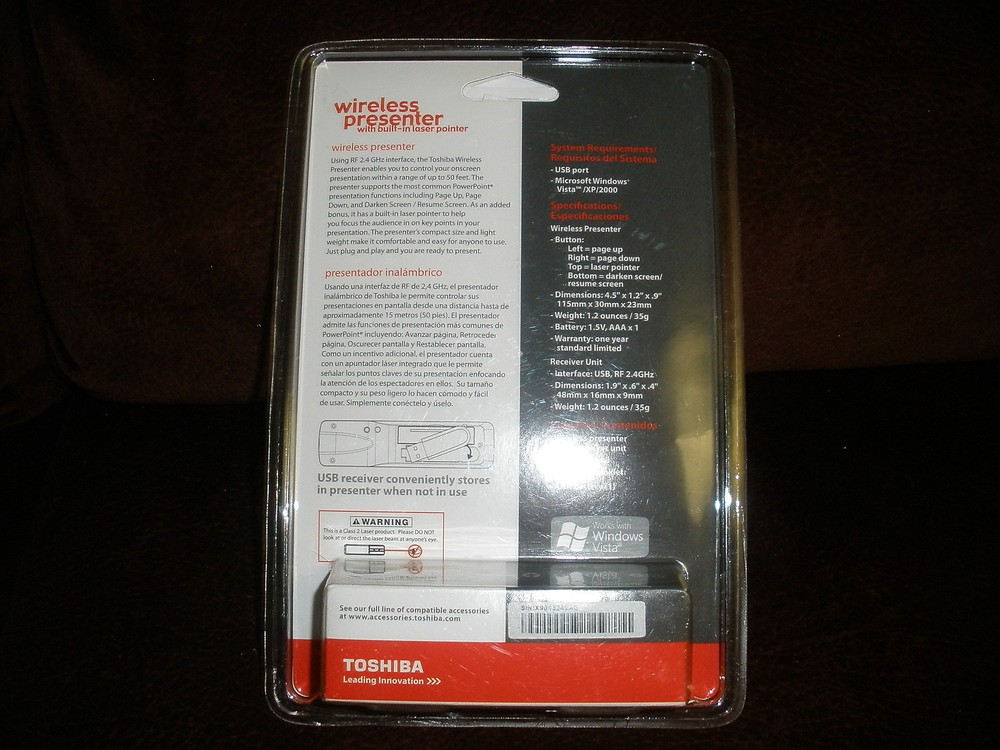 wireless
presenter
with built-in laser pointer
wireless presenter
Using RF 2.4 GHz interface, the Toshiba Wireless
Presenter enables you to control your onscreen
presentation within a range of up to 50 feet. The
presenter supports the most common PowerPoint®
presentation functions including Page Up, Page
Down, and Darken Screen / Resume Screen. As an added
bonus, it has a built-in laser pointer to help
you focus the audience in on key points in your
presentation. The presenter's compact size and light
weight make it comfortable and easy for anyone to use.
Just plug and play and you are ready to present.
presentador inalámbrico
Usando una interfaz de RF de 2,4 GHz, el presentador
inalámbrico de Toshiba le permite controlar sus
presentaciones en pantalla desde una distancia hasta de
aproximadamente 15 metros (50 pies). El presentador
admite las funciones de presentación más comunes de
PowerPoint® incluyendo: Avanzar página, Retroceder
página, Oscurecer pantalla y Restablecer pantalla.
Como un incentivo adicional, el presentador cuenta
con un apuntador láser integrado que le permite
señalar los puntos claves de su presentación enfocando
la atención de los espectadores en ellos. Su tamaño
compacto y su peso ligero lo hacen cómodo y fácil
de usar. Simplemente conéctelo y úselo.
USB receiver conveniently stores
in presenter when not in use
WARNING
This is a Class 2 Laser product. Please DO NOT
look at or direct the laser beam at anyone's eye.
See our full line of compatible accessories
at www.accessories.toshiba.com
TOSHIBA
Leading Innovation >>>
System Requirements/
Requisitos del Sistema
- USB port
- Microsoft Windows®
Vista™ /XP/2000
Specifications/
Especificaciones
Wireless Presenter
- Button:
Left = page up
Right = page down
Top = laser pointer
Bottom = darken screen/
resume screen
- Dimensions: 4.5" x 1.2" x .9"
115mm x 30mm x 23mm
- Weight: 1.2 ounces / 35g
- Battery: 1.5V, AAA x 1
- Warranty: one year
standard limited
Receiver Unit
- Interface: USB, RF 2.4GHz
- Dimensions: 1.9" x .6" x .4"
48mm x 16mm x 9mm
- Weight: 1.2 ounces / 35g
presenter
unit
Works with
Windows
Vista™